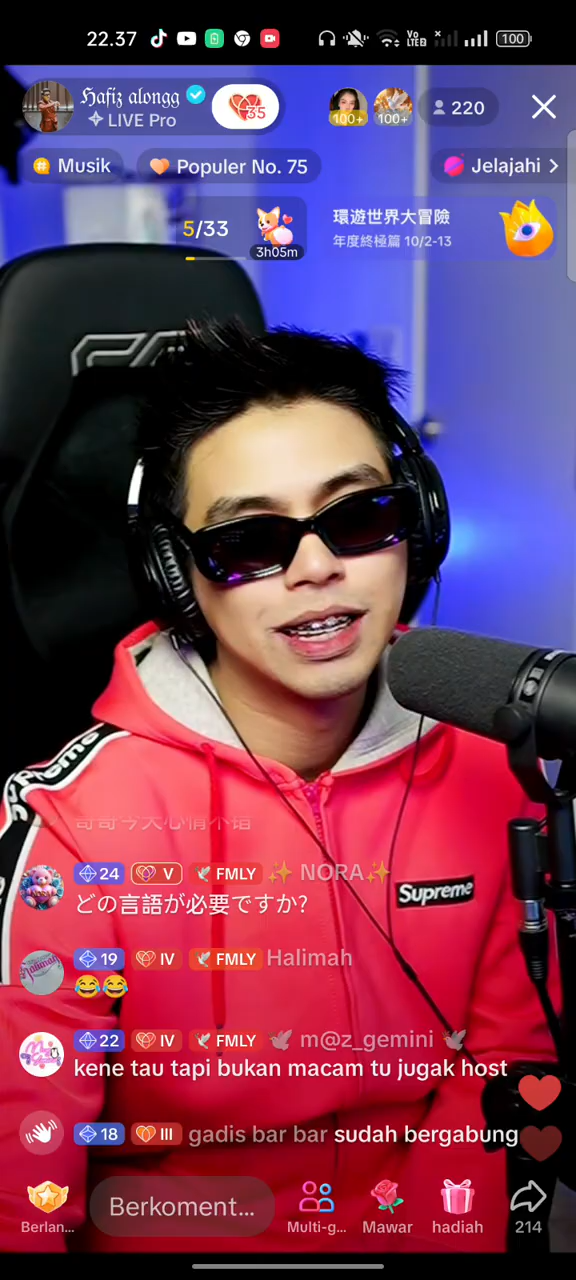 22.37
Vo LTE 2
100
Hafiz alongg
LIVE Pro
35
100+
100+
220
Musik
Populer No. 75
Jelajahi >
5/33
3h05m
環遊世界大冒險
年度終極篇 10/2-13
Supreme
Supreme
哥哥今天心情不错
24 V FMLY ✨ NORA✨
どの言語が必要ですか?
19 IV FMLY Halimah
😂😂
22 IV FMLY 🕊 m@z_gemini 🕊
kene tau tapi bukan macam tu jugak host
18 III gadis bar bar sudah bergabung
Berlan...
Berkoment...
Multi-g...
Mawar
hadiah
214